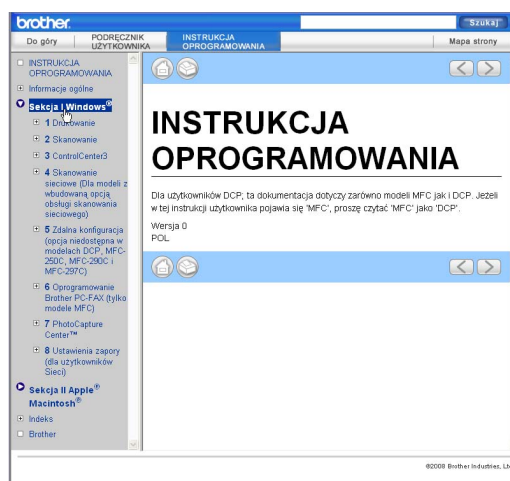 brother.
Szukaj
Do góry
PODRĘCZNIK
UŻYTKOWNIKA
INSTRUKCJA
OPROGRAMOWANIA
Mapa strony
INSTRUKCJA
OPROGRAMOWANIA
Informacje ogólne
Sekcja I Windows®
1 Drukowanie
2 Skanowanie
3 ControlCenter3
4 Skanowanie
sieciowe (Dla modeli z
wbudowaną opcją
obsługi skanowania
sieciowego)
5 Zdalna konfiguracja
(opcja niedostępna w
modelach DCP, MFC-
250C, MFC-290C i
MFC-297C)
6 Oprogramowanie
Brother PC-FAX (tylko
modele MFC)
7 PhotoCapture
Center™
8 Ustawienia zapory
(dla użytkowników
Sieci)
Sekcja II Apple®
Macintosh®
Indeks
Brother
INSTRUKCJA
OPROGRAMOWANIA
Dla użytkowników DCP; ta dokumentacja dotyczy zarówno modeli MFC jak i DCP. Jeżeli
w tej instrukcji użytkownika pojawia się 'MFC', proszę czytać 'MFC' jako 'DCP'.
Wersja 0
POL
©2008 Brother Industries, Lt